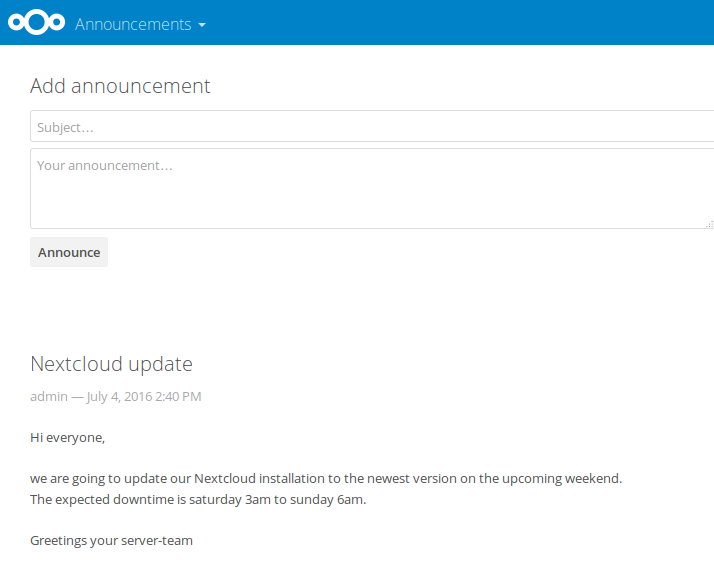 Announcements
Add announcement
Subject…
Your announcement…
Announce
Nextcloud update
admin — July 4, 2016 2:40 PM
Hi everyone,
we are going to update our Nextcloud installation to the newest version on the upcoming weekend.
The expected downtime is saturday 3am to sunday 6am.
Greetings your server-team